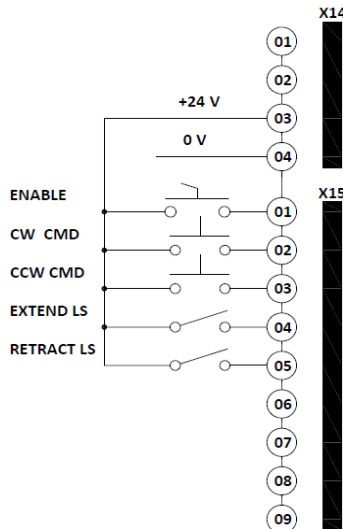 X14
01
02
+24 V
03
0 V
04
X15
ENABLE
01
CW CMD
02
CCW CMD
03
EXTEND LS
04
RETRACT LS
05
06
07
08
09